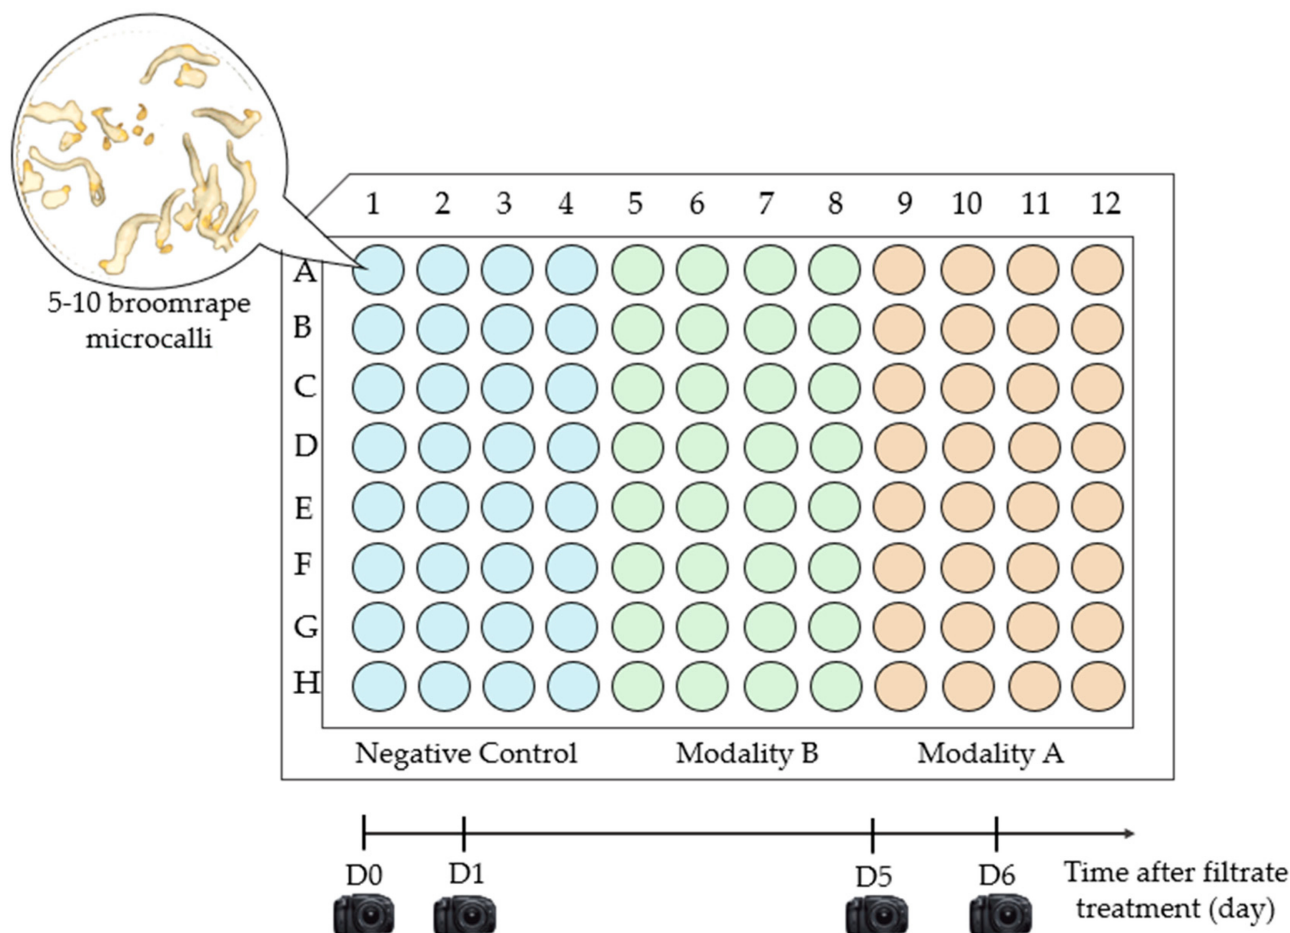 1 2 3 4 5 6 7 8 9 10 11 12
A
5-10 broomrape
microcalli
B
C
D
E
F
G
H
Negative Control Modality B Modality A
D0 D1 D5 D6 Time after filtrate
treatment (day)